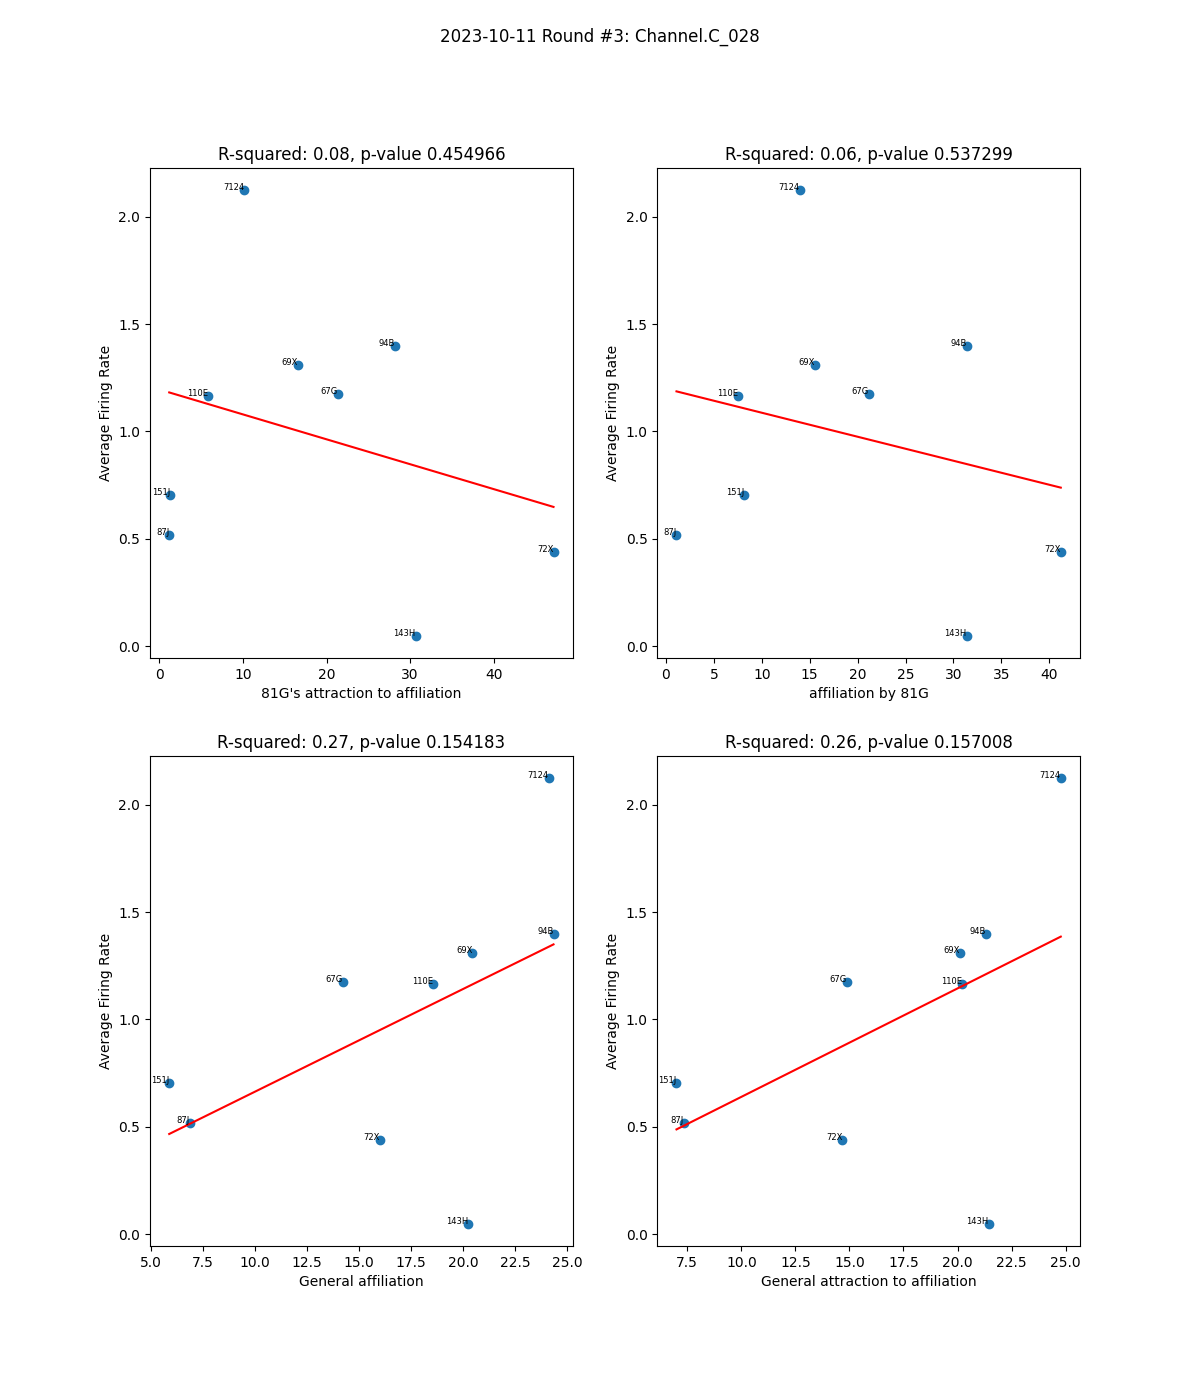 2023-10-11 Round #3: Channel.C_028
R-squared: 0.08, p-value 0.454966
Average Firing Rate
2.0
1.5
1.0
0.5
0.0
7124
94B
69X
67G
110E
151J
87J
72X
143H
0 10 20 30 40
81G's attraction to affiliation
R-squared: 0.06, p-value 0.537299
Average Firing Rate
2.0
1.5
1.0
0.5
0.0
7124
94B
69X
67G
110E
151J
87J
72X
143H
0 5 10 15 20 25 30 35 40
affiliation by 81G
R-squared: 0.27, p-value 0.154183
Average Firing Rate
2.0
1.5
1.0
0.5
0.0
7124
94B
69X
67G
110E
151J
87J
72X
143H
5.0 7.5 10.0 12.5 15.0 17.5 20.0 22.5 25.0
General affiliation
R-squared: 0.26, p-value 0.157008
Average Firing Rate
2.0
1.5
1.0
0.5
0.0
7124
94B
69X
67G
110E
151J
87J
72X
143H
7.5 10.0 12.5 15.0 17.5 20.0 22.5 25.0
General attraction to affiliation